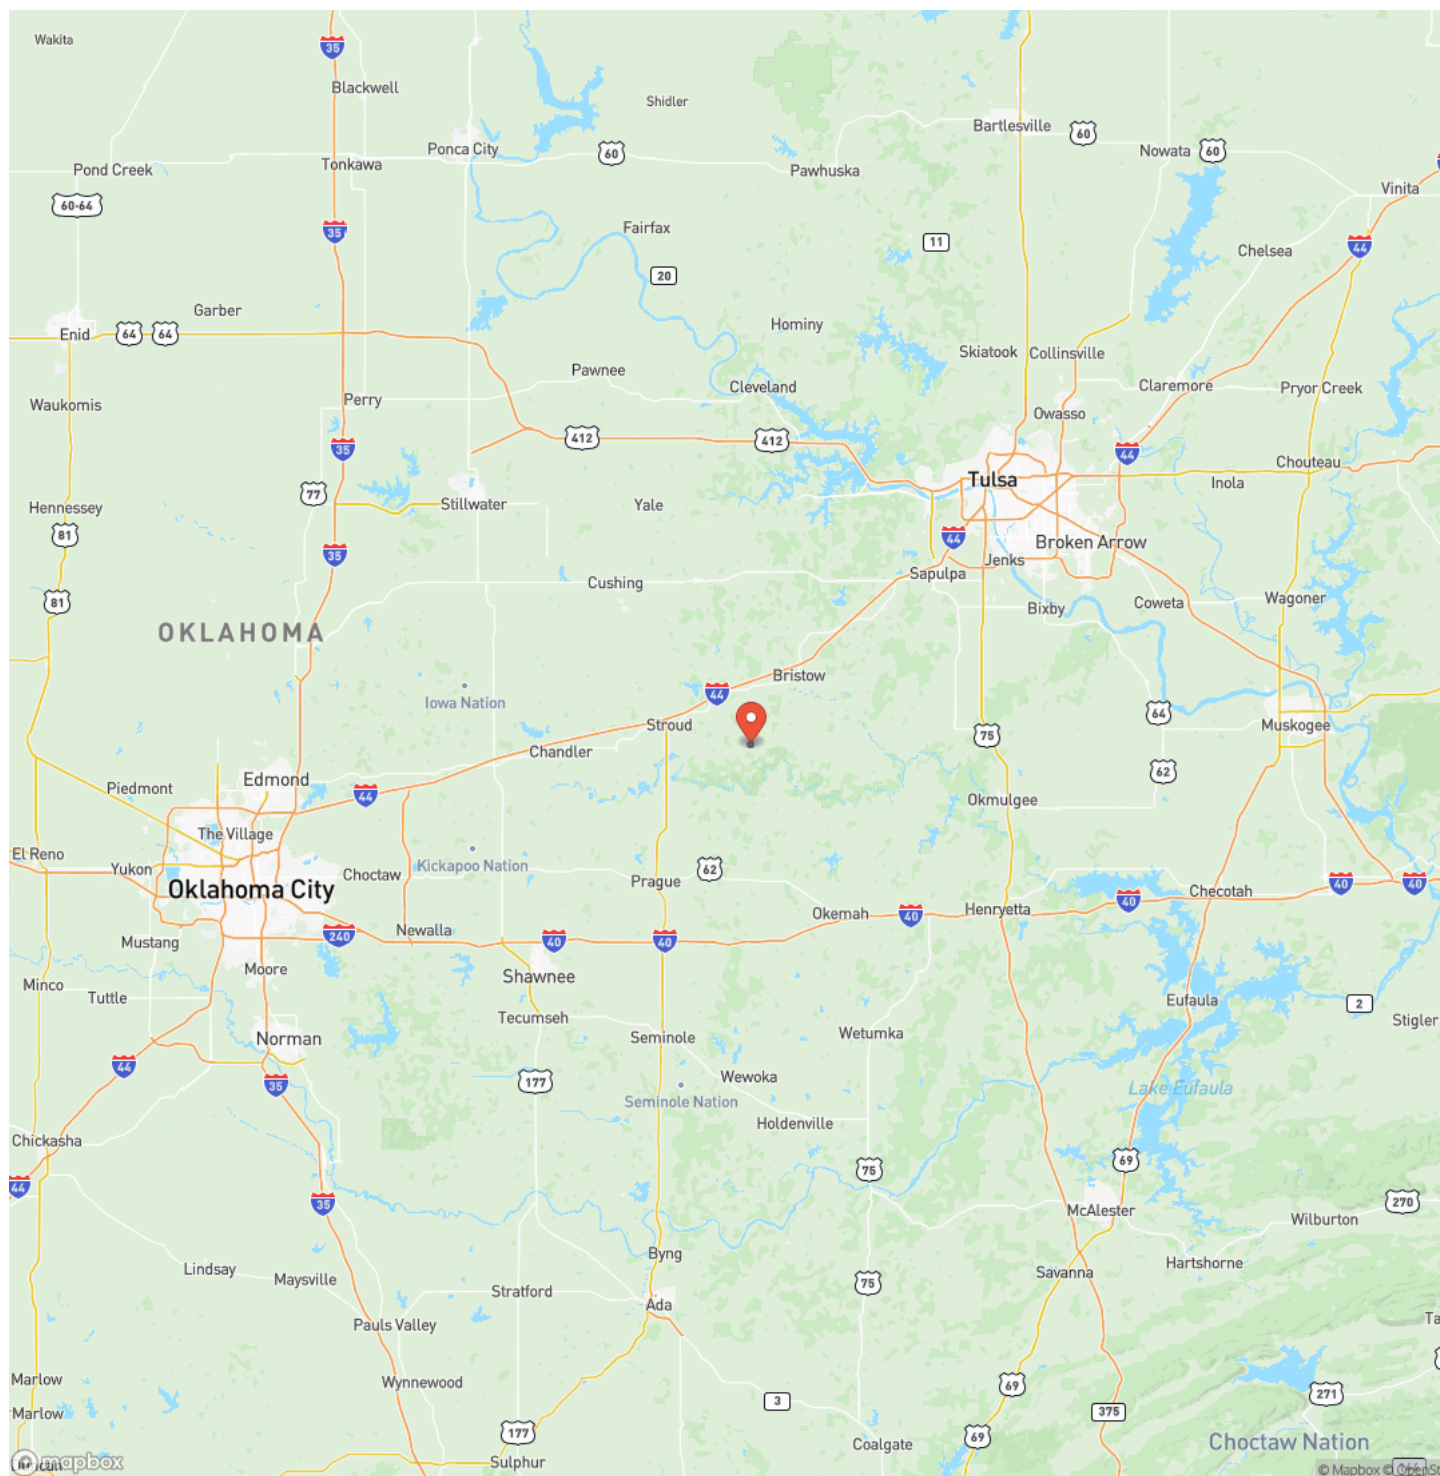 Wakita
35
Blackwell
Shidler
Bartlesville
60
Ponca City
60
Nowata
60
Pond Creek
Tonkawa
Pawhuska
Vinita
60-64
35
Fairfax
11
Chelsea
44
20
Garber
Hominy
Enid
64
64
Skiatook
Collinsville
Pawnee
Cleveland
Claremore
Pryor Creek
Waukomis
Perry
Owasso
412
412
35
44
Chouteau
Tulsa
Inola
77
Stillwater
Yale
Hennessey
81
35
44
Broken Arrow
Jenks
Sapulpa
Cushing
81
Bixby
Coweta
Wagoner
OKLAHOMA
Bristow
44
Iowa Nation
Stroud
64
Muskogee
75
Chandler
62
Edmond
Piedmont
44
Okmulgee
The Village
El Reno
Yukon
Kickapoo Nation
62
Choctaw
Prague
Oklahoma City
Checotah
40
40
40
Okemah
40
Henryetta
Newalla
240
40
40
Mustang
Moore
Shawnee
Minco
Tuttle
Eufaula
2
Tecumseh
Stigler
Norman
Seminole
Wetumka
44
35
177
Wewoka
Lake Eufaula
Seminole Nation
Holdenville
Chickasha
69
75
44
35
McAlester
270
Wilburton
Byng
Hartshorne
Lindsay
Maysville
Savanna
75
Stratford
Ada
Pauls Valley
Ta
Marlow
Wynnewood
69
271
3
375
Marlow
177
69
Coalgate
Choctaw Nation
mapbox
Sulphur
© Mapbox © OpenSt